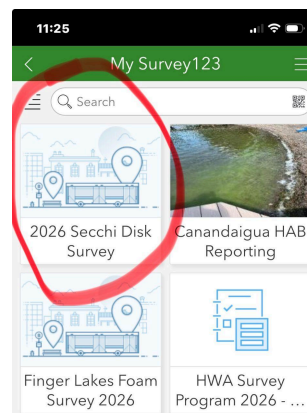 11:25
My Survey123
Search
2026 Secchi Disk
Survey
Canandaigua HAB
Reporting
Finger Lakes Foam
Survey 2026
HWA Survey
Program 2026 - ...